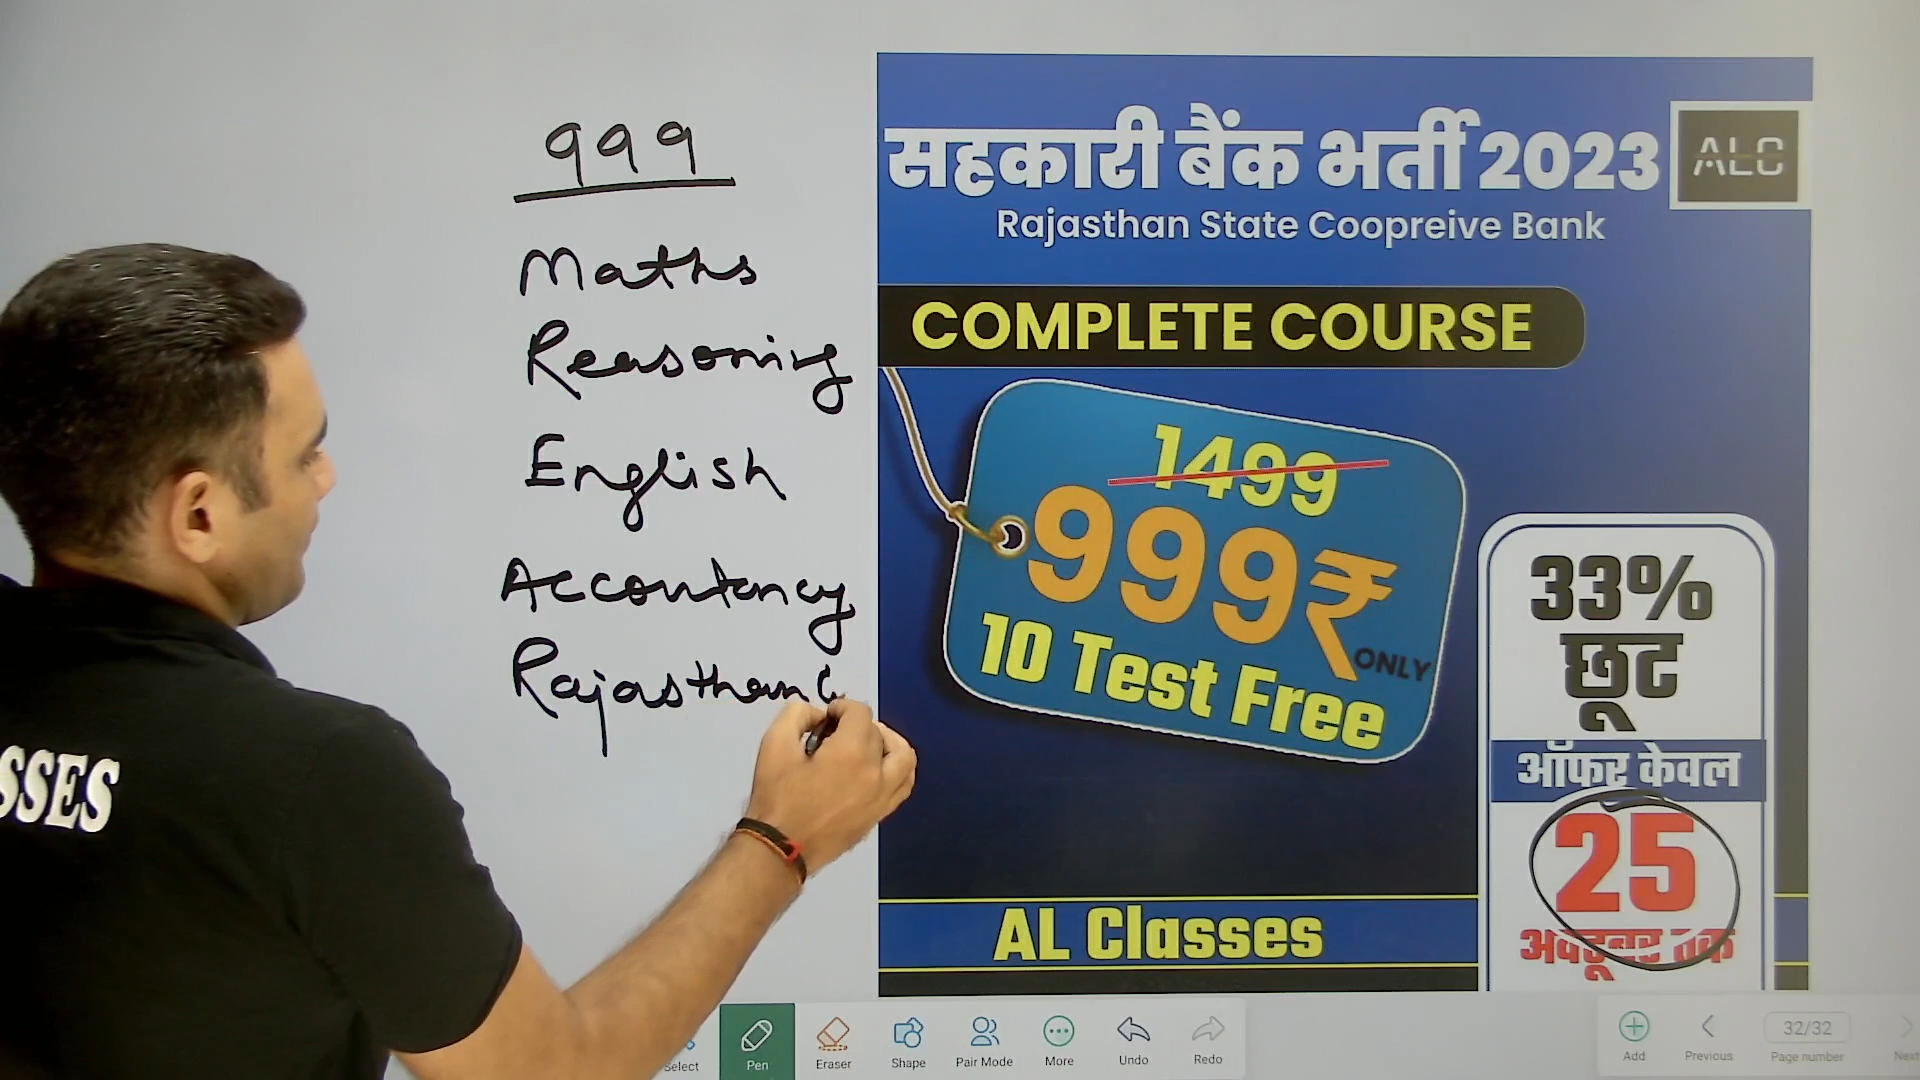 999
Maths
Reasoning
English
Accontancy
Rajasthan G
सहकारी बैंक भर्ती 2023
ALC
Rajasthan State Coopreive Bank
COMPLETE COURSE
1499
999₹
ONLY
10 Test Free
33%
छूट
ऑफर केवल
25
अक्टूबर तक
AL Classes
SSES
Select
Pen
Eraser
Shape
Pair Mode
More
Undo
Redo
Add
Previous
32/32
Page number
Next